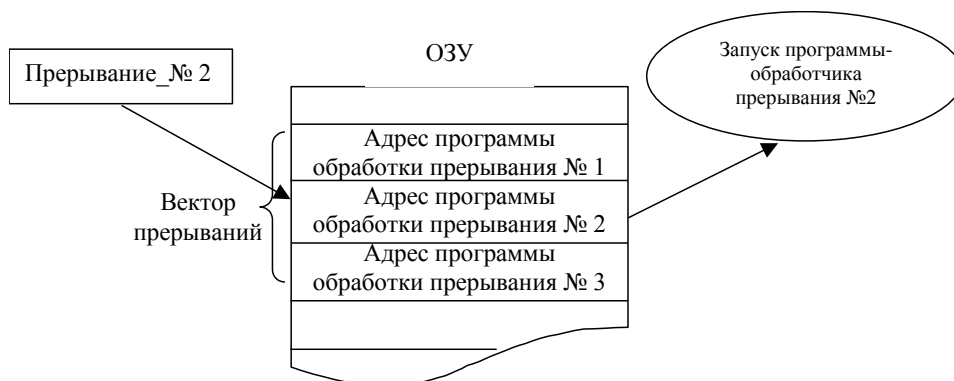 ОЗУ
Прерывание_№ 2
Запуск программы-
обработчика
прерывания №2
Адрес программы
обработки прерывания № 1
Вектор
прерываний
Адрес программы
обработки прерывания № 2
Адрес программы
обработки прерывания № 3